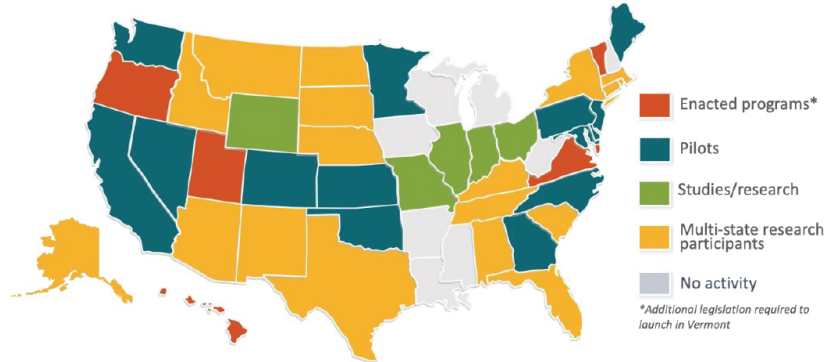 Enacted programs*
Pilots
Studies/research
Multi-state research
participants
No activity
*Additional legislation required to
launch in Vermont